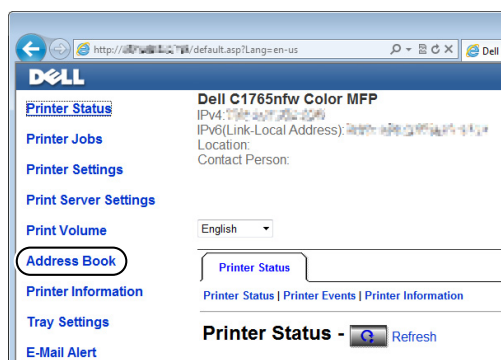 http:// /default.asp?Lang=en-us
Dell
DELL
Printer Status
Printer Jobs
Printer Settings
Print Server Settings
Print Volume
Address Book
Printer Information
Tray Settings
E-Mail Alert
Dell C1765nfw Color MFP
IPv4:
IPv6(Link-Local Address):
Location:
Contact Person:
English
Printer Status
Printer Status | Printer Events | Printer Information
Printer Status - Refresh